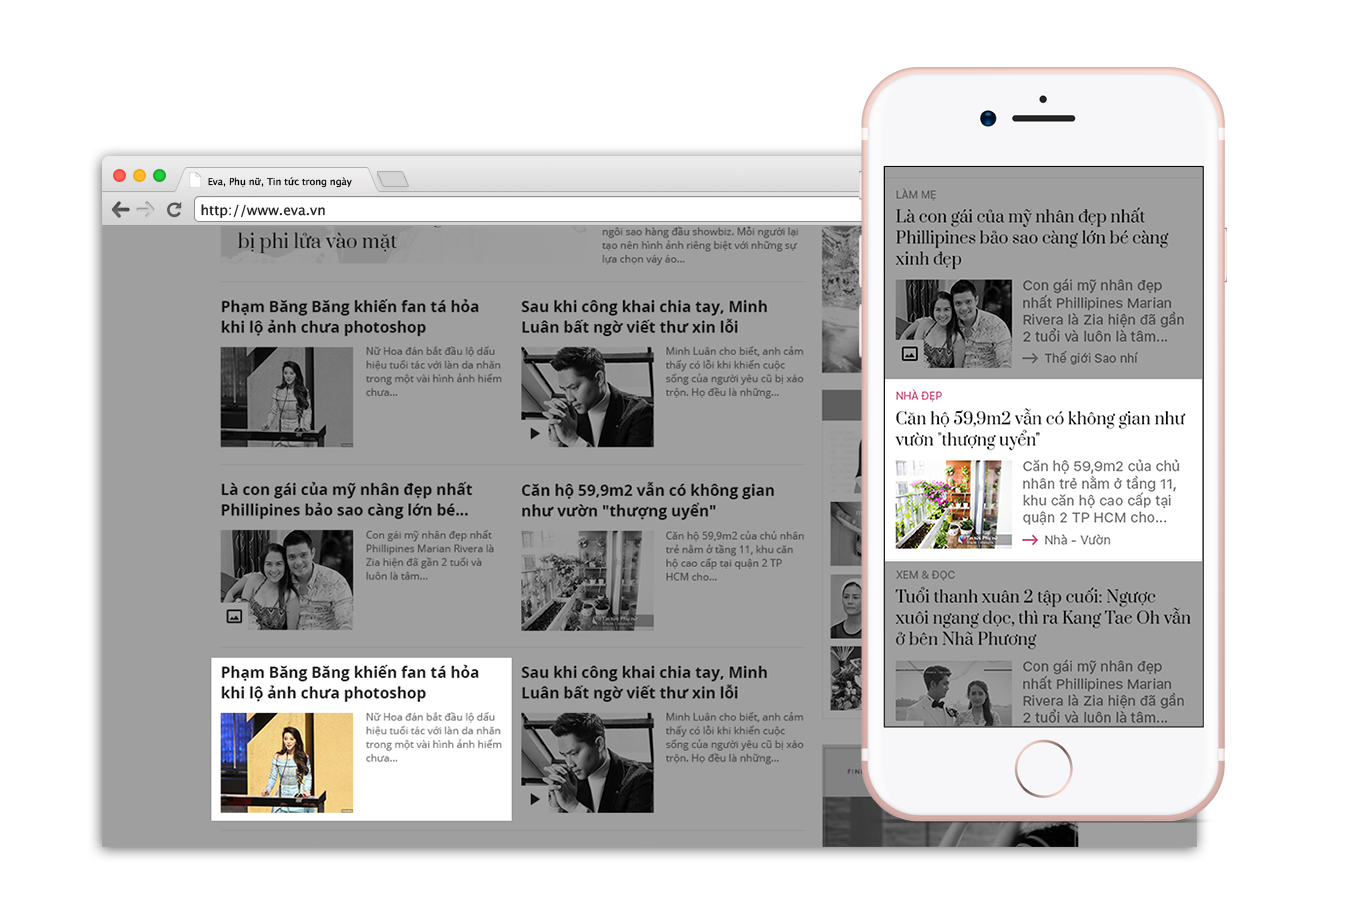 Eva, Phụ nữ, Tin tức trong ngày
http://www.eva.vn
bị phi lửa vào mặt
ngôi sao hàng đầu showbiz. Mỗi người lại
tạo nên hình ảnh riêng biệt với những sự
lựa chọn váy áo...
Phạm Băng Băng khiến fan tá hỏa
khi lộ ảnh chưa photoshop
Nữ Hoa đán bắt đầu lộ dấu
hiệu tuổi tác với làn da nhăn
trong một vài hình ảnh hiếm
chưa...
Sau khi công khai chia tay, Minh
Luân bất ngờ viết thư xin lỗi
Minh Luân cho biết, anh cảm
thấy có lỗi khi khiến cuộc
sống của người yêu cũ bị xáo
trộn. Họ đều là những...
Là con gái của mỹ nhân đẹp nhất
Phillipines bảo sao càng lớn bé...
Con gái mỹ nhân đẹp nhất
Phillipines Marian Rivera là
Zia hiện đã gần 2 tuổi và
luôn là tâm...
Căn hộ 59,9m2 vẫn có không gian
như vườn "thượng uyển"
Căn hộ 59,9m2 của chủ nhân
trẻ nằm ở tầng 11, khu căn
hộ cao cấp tại quận 2 TP
HCM cho...
Phạm Băng Băng khiến fan tá hỏa
khi lộ ảnh chưa photoshop
Nữ Hoa đán bắt đầu lộ dấu
hiệu tuổi tác với làn da nhăn
trong một vài hình ảnh hiếm
chưa...
Sau khi công khai chia tay, Minh
Luân bất ngờ viết thư xin lỗi
Minh Luân cho biết, anh cảm
thấy có lỗi khi khiến cuộc
sống của người yêu cũ bị xáo
trộn. Họ đều là những...
LÀM MẸ
Là con gái của mỹ nhân đẹp nhất
Phillipines bảo sao càng lớn bé càng
xinh đẹp
Con gái mỹ nhân đẹp
nhất Phillipines Marian
Rivera là Zia hiện đã gần
2 tuổi và luôn là tâm...
Thế giới Sao nhí
NHÀ ĐẸP
Căn hộ 59,9m2 vẫn có không gian như
vườn "thượng uyển"
Căn hộ 59,9m2 của chủ
nhân trẻ nằm ở tầng 11,
khu căn hộ cao cấp tại
quận 2 TP HCM cho...
Nhà - Vườn
XEM & ĐỌC
Tuổi thanh xuân 2 tập cuối: Ngược
xuôi ngang dọc, thì ra Kang Tae Oh vẫn
ở bên Nhã Phương
Con gái mỹ nhân đẹp
nhất Phillipines Marian
Rivera là Zia hiện đã gần
2 tuổi và luôn là tâm...